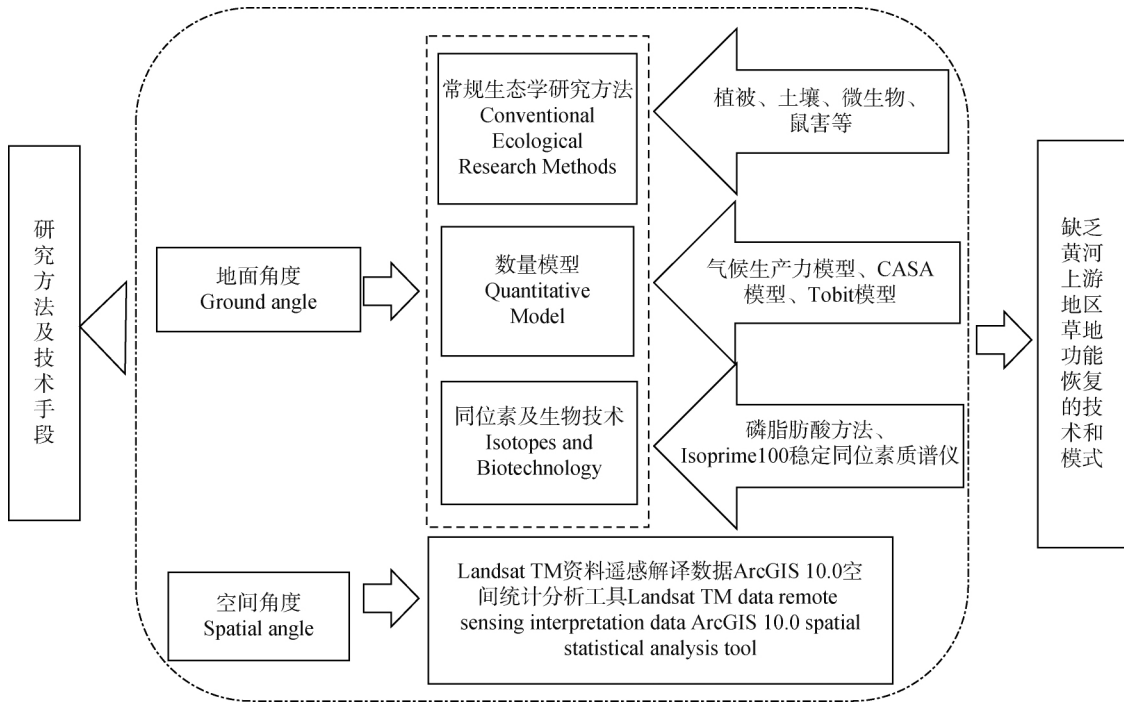 研究方法及技术手段
地面角度
Ground angle
空间角度
Spatial angle
常规生态学研究方法
Conventional
Ecological
Research Methods
数量模型
Quantitative
Model
同位素及生物技术
Isotopes and
Biotechnology
Landsat TM资料遥感解译数据ArcGIS 10.0空
间统计分析工具Landsat TM data remote
sensing interpretation data ArcGIS 10.0 spatial
statistical analysis tool
植被、土壤、微生物、
鼠害等
气候生产力模型、CASA
模型、Tobit模型
磷脂肪酸方法、
Isoprime100稳定同位素质谱仪
缺乏
黄河
上游
地区
草地
功能
恢复
的技
术和
模式